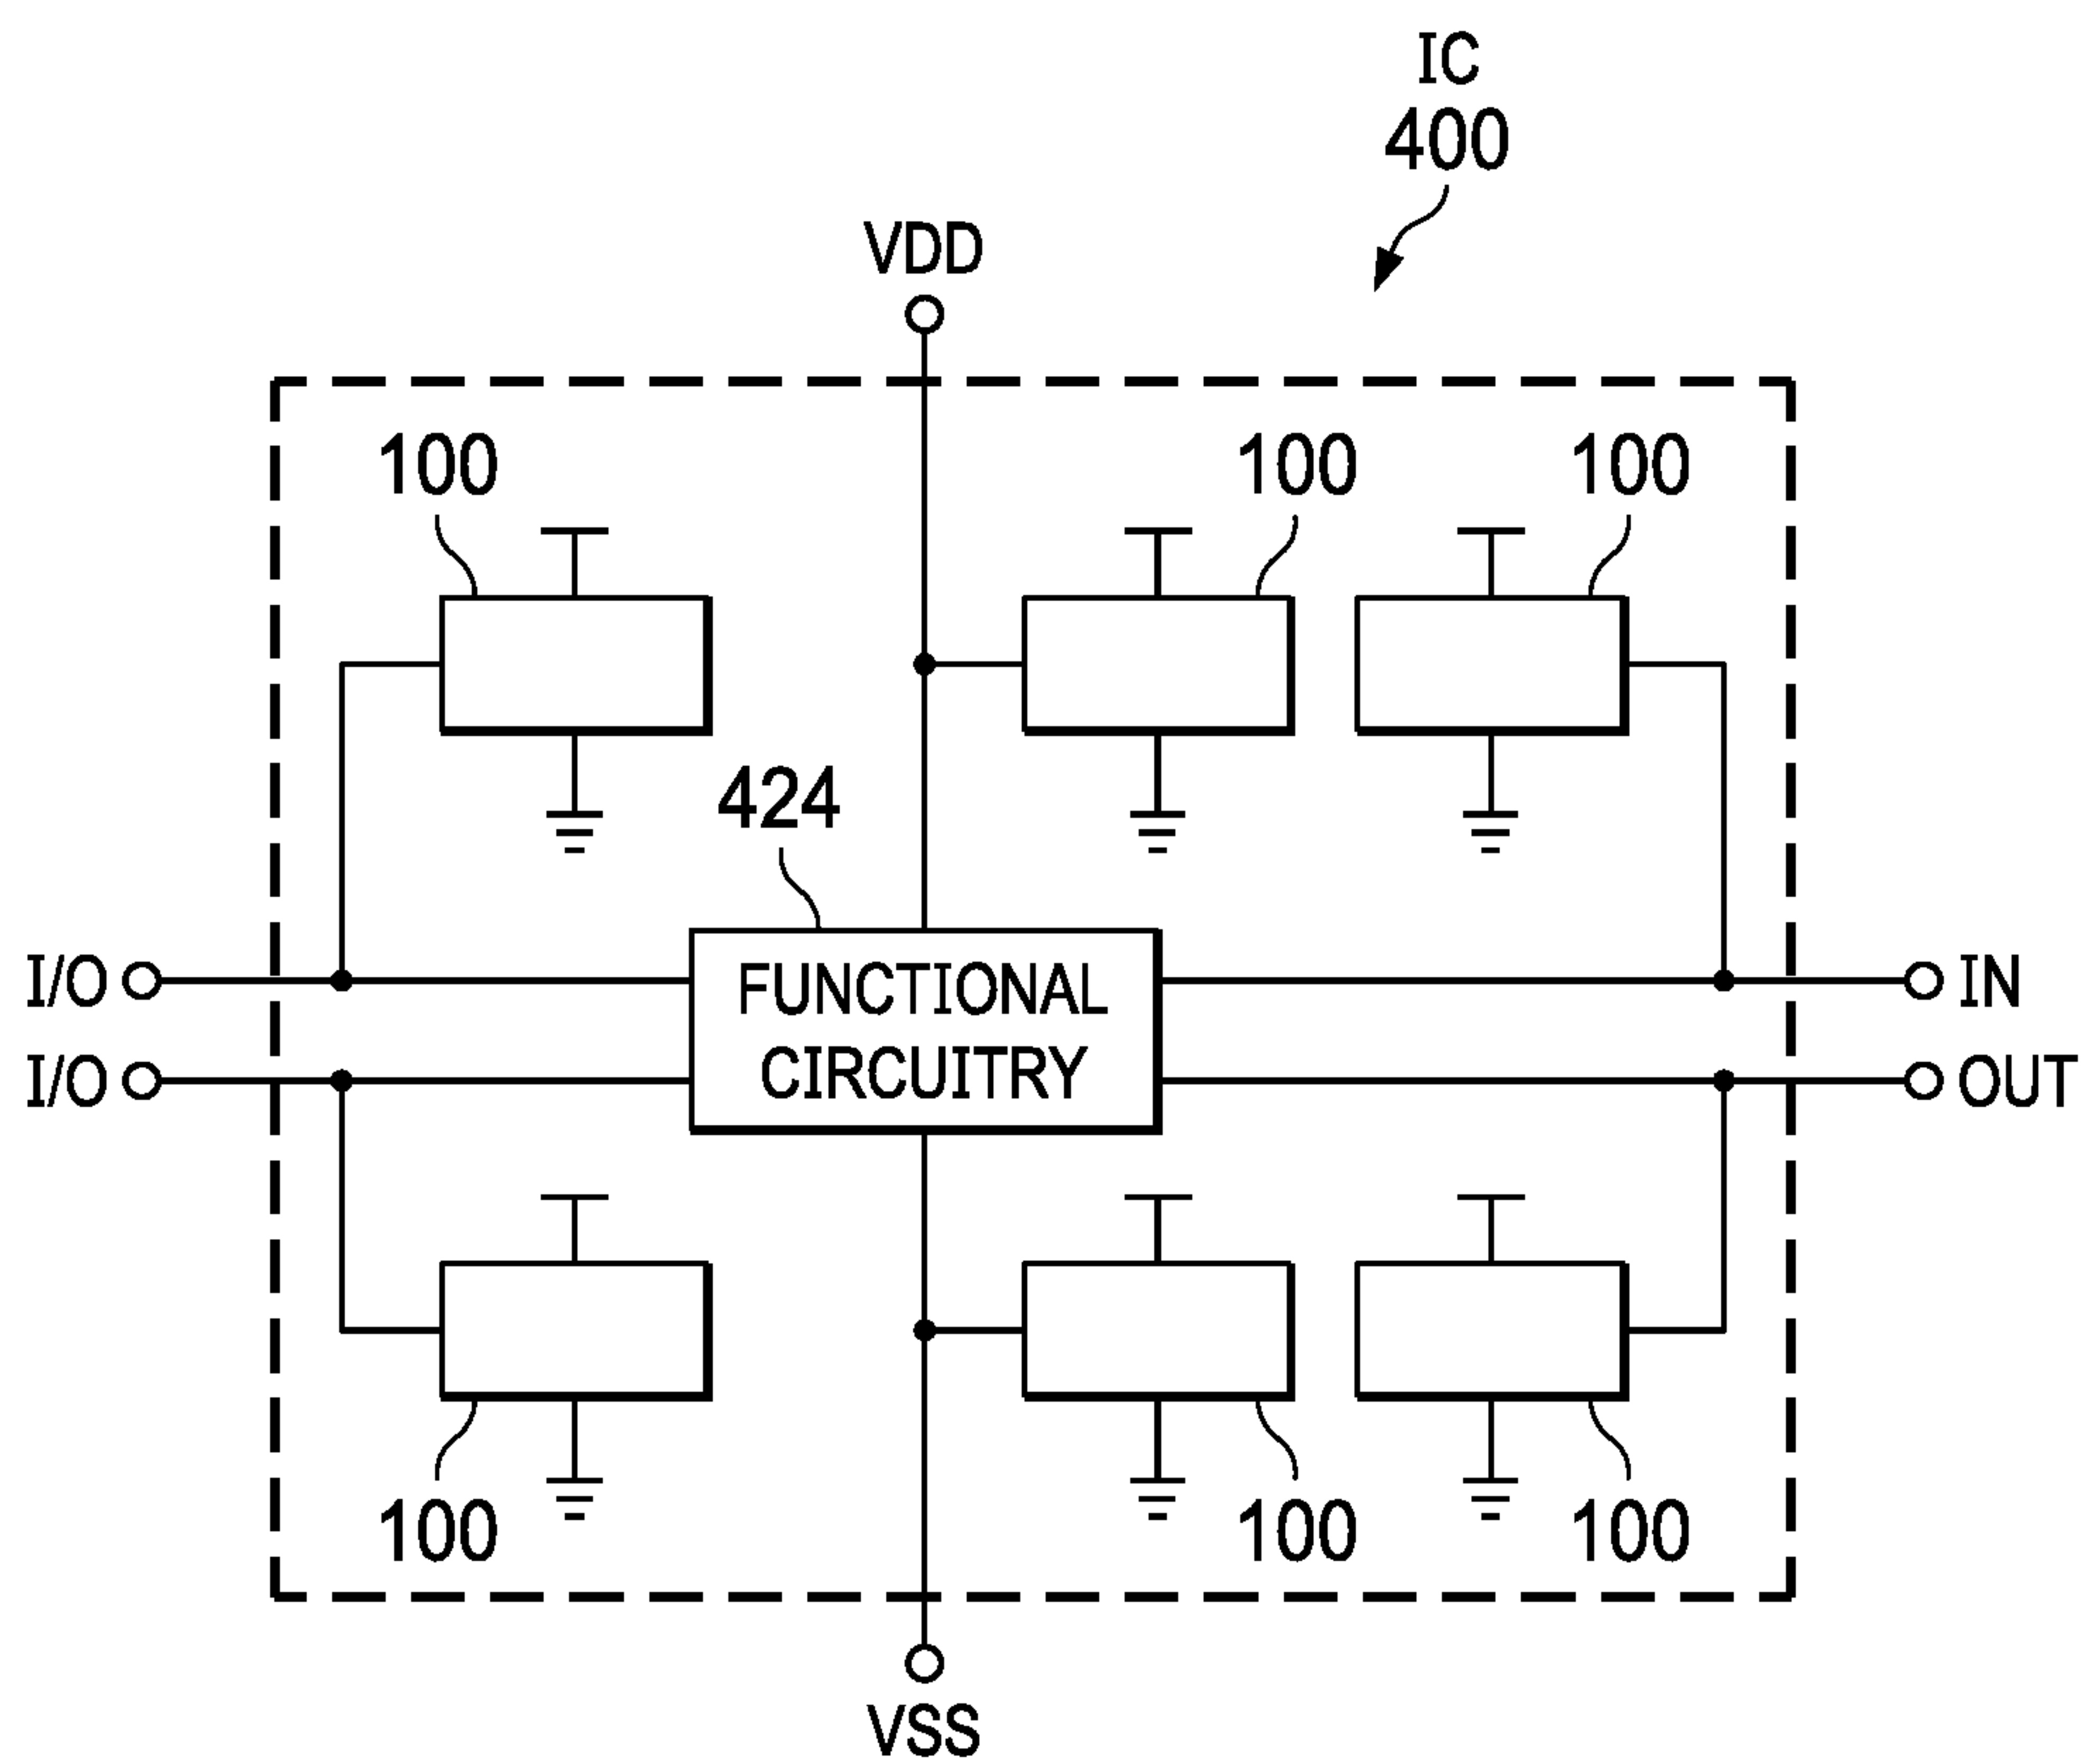 IC
400
VDD
100
100
100
424
I/O
FUNCTIONAL
IN
I/O
CIRCUITRY
OUT
100
100
100
VSS